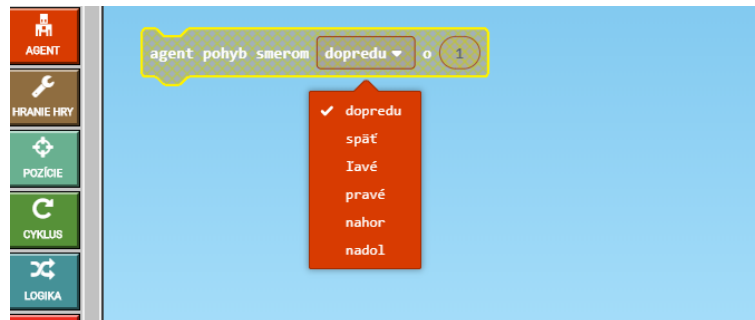 AGENT
HRANIE HRY
POZÍCIE
CYKLUS
LOGIKA
agent pohyb smerom dopredu o 1
dopredu
späť
ľavé
pravé
nahor
nadol